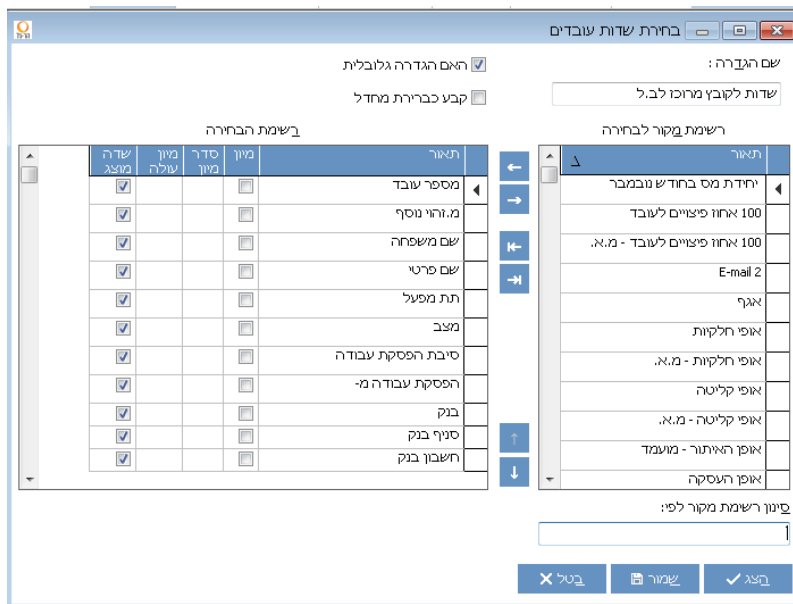 בחירת שדות עובדים
שם הגדרה :
שדות לקובץ מרוכז לב.ל
האם הגדרה גלובלית
קבע כברירת מחדל
רשימת מקור לבחירה
תאור
יחידת מס בחודש נובמבר
100 אחוז פיצויים לעובד
100 אחוז פיצויים לעובד - מ.א.
E-mail 2
אגף
אופי חלקיות
אופי חלקיות - מ.א.
אופי קליטה
אופי קליטה - מ.א.
אופן האיתור - מועמד
אופן העסקה
רשימת הבחירה
תאור מיון סדר מיון מיון עולה שדה מוצג
מספר עובד
מ.זהוי נוסף
שם משפחה
שם פרטי
תת מפעל
מצב
סיבת הפסקת עבודה
הפסקת עבודה מ-
בנק
סניף בנק
חשבון בנק
סינון רשימת מקור לפי:
הצג שמור בטל